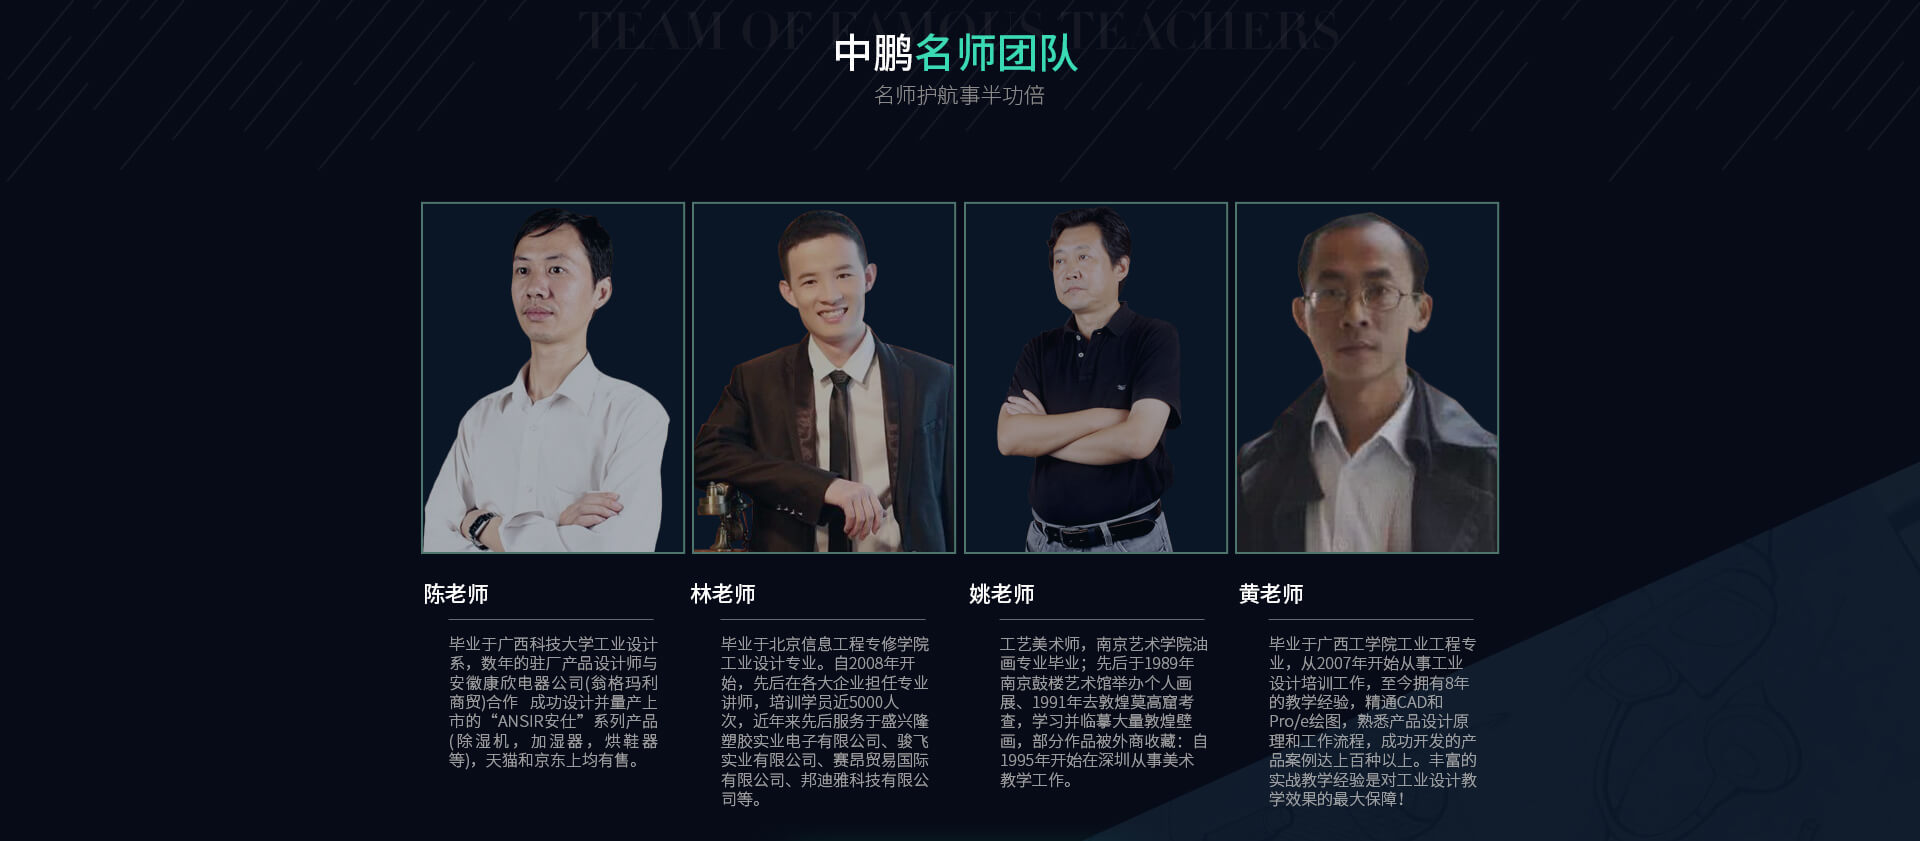 TEAM OF FAMOUS TEACHERS
中鹏名师团队
名师护航事半功倍
陈老师
毕业于广西科技大学工业设计
系，数年的驻厂产品设计师与
安徽康欣电器公司(翁格玛利
商贸)合作 成功设计并量产上
市的“ANSIR安仕”系列产品
(除湿机，加湿器，烘鞋器
等)，天猫和京东上均有售。
林老师
毕业于北京信息工程专修学院
工业设计专业。自2008年开
始，先后在各大企业担任专业
讲师，培训学员近5000人
次，近年来先后服务于盛兴隆
塑胶实业电子有限公司、骏飞
实业有限公司、赛昂贸易国际
有限公司、邦迪雅科技有限公
司等。
姚老师
工艺美术师，南京艺术学院油
画专业毕业；先后于1989年
南京鼓楼艺术馆举办个人画
展、1991年去敦煌莫高窟考
查，学习并临摹大量敦煌壁
画，部分作品被外商收藏：自
1995年开始在深圳从事美术
教学工作。
黄老师
毕业于广西工学院工业工程专
业，从2007年开始从事工业
设计培训工作，至今拥有8年
的教学经验，精通CAD和
Pro/e绘图，熟悉产品设计原
理和工作流程，成功开发的产
品案例达上百种以上。丰富的
实战教学经验是对工业设计教
学效果的最大保障！